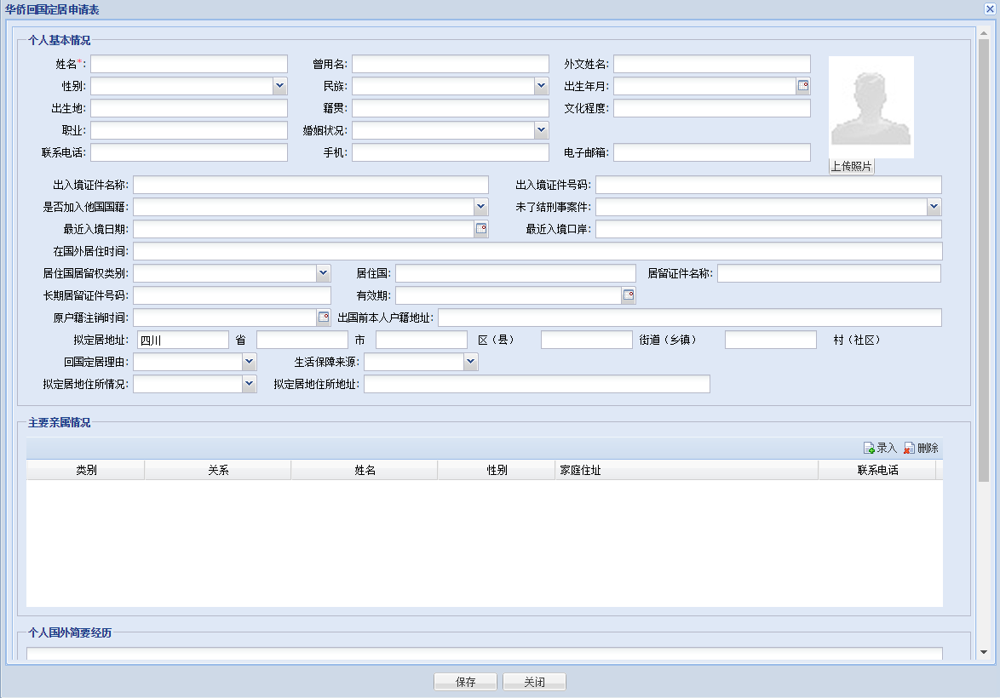 华侨回国定居申请表
个人基本情况
姓名*: 曾用名: 外文姓名:
性别: 民族: 出生年月:
出生地: 籍贯: 文化程度:
职业: 婚姻状况:
联系电话: 手机: 电子邮箱:
上传照片
出入境证件名称: 出入境证件号码:
是否加入他国国籍: 未了结刑事案件:
最近入境日期: 最近入境口岸:
在国外居住时间:
居住国居留权类别: 居住国: 居留证件名称:
长期居留证件号码: 有效期:
原户籍注销时间: 出国前本人户籍地址:
拟定居地址: 四川 省 市 区（县） 街道（乡镇） 村（社区）
回国定居理由: 生活保障来源:
拟定居地住所情况: 拟定居地住所地址:
主要亲属情况
录入 删除
类别 关系 姓名 性别 家庭住址 联系电话
个人国外简要经历
保存 关闭